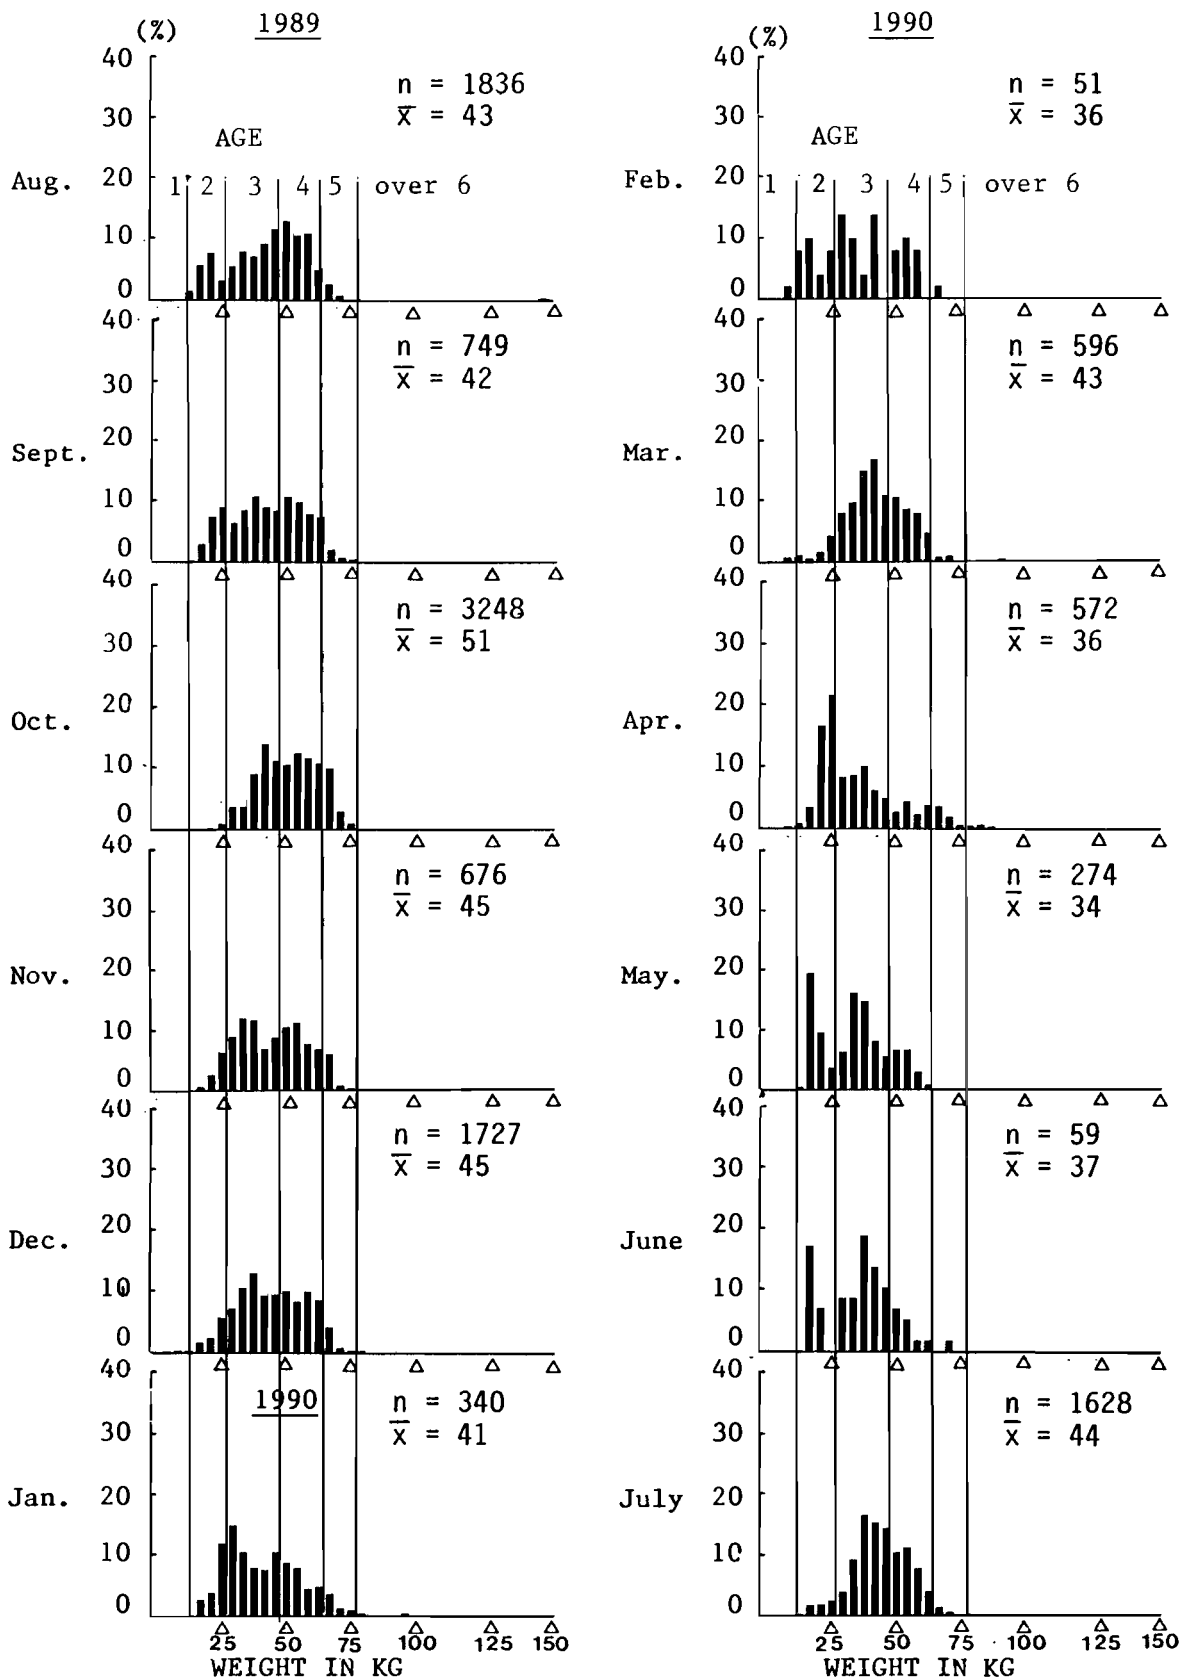 1989
(%)
40
n = 1836
30
x̄ = 43
AGE
Aug.
20
1 2 3 4 5 over 6
10
0
40
n = 749
30
x̄ = 42
20
Sept.
10
0
40
n = 3248
30
x̄ = 51
20
Oct.
10
0
40
n = 676
30
x̄ = 45
20
Nov.
10
0
40
n = 1727
30
x̄ = 45
20
Dec.
10
0
40
1990
n = 340
30
x̄ = 41
20
Jan.
10
0
25 50 75 100 125 150
WEIGHT IN KG
1990
(%)
40
n = 51
30
x̄ = 36
AGE
Feb.
20
1 2 3 4 5 over 6
10
0
40
n = 596
30
x̄ = 43
20
Mar.
10
0
40
n = 572
30
x̄ = 36
20
Apr.
10
0
40
n = 274
30
x̄ = 34
20
May.
10
0
40
n = 59
30
x̄ = 37
20
June
10
0
40
n = 1628
30
x̄ = 44
20
July
10
0
25 50 75 100 125 150
WEIGHT IN KG